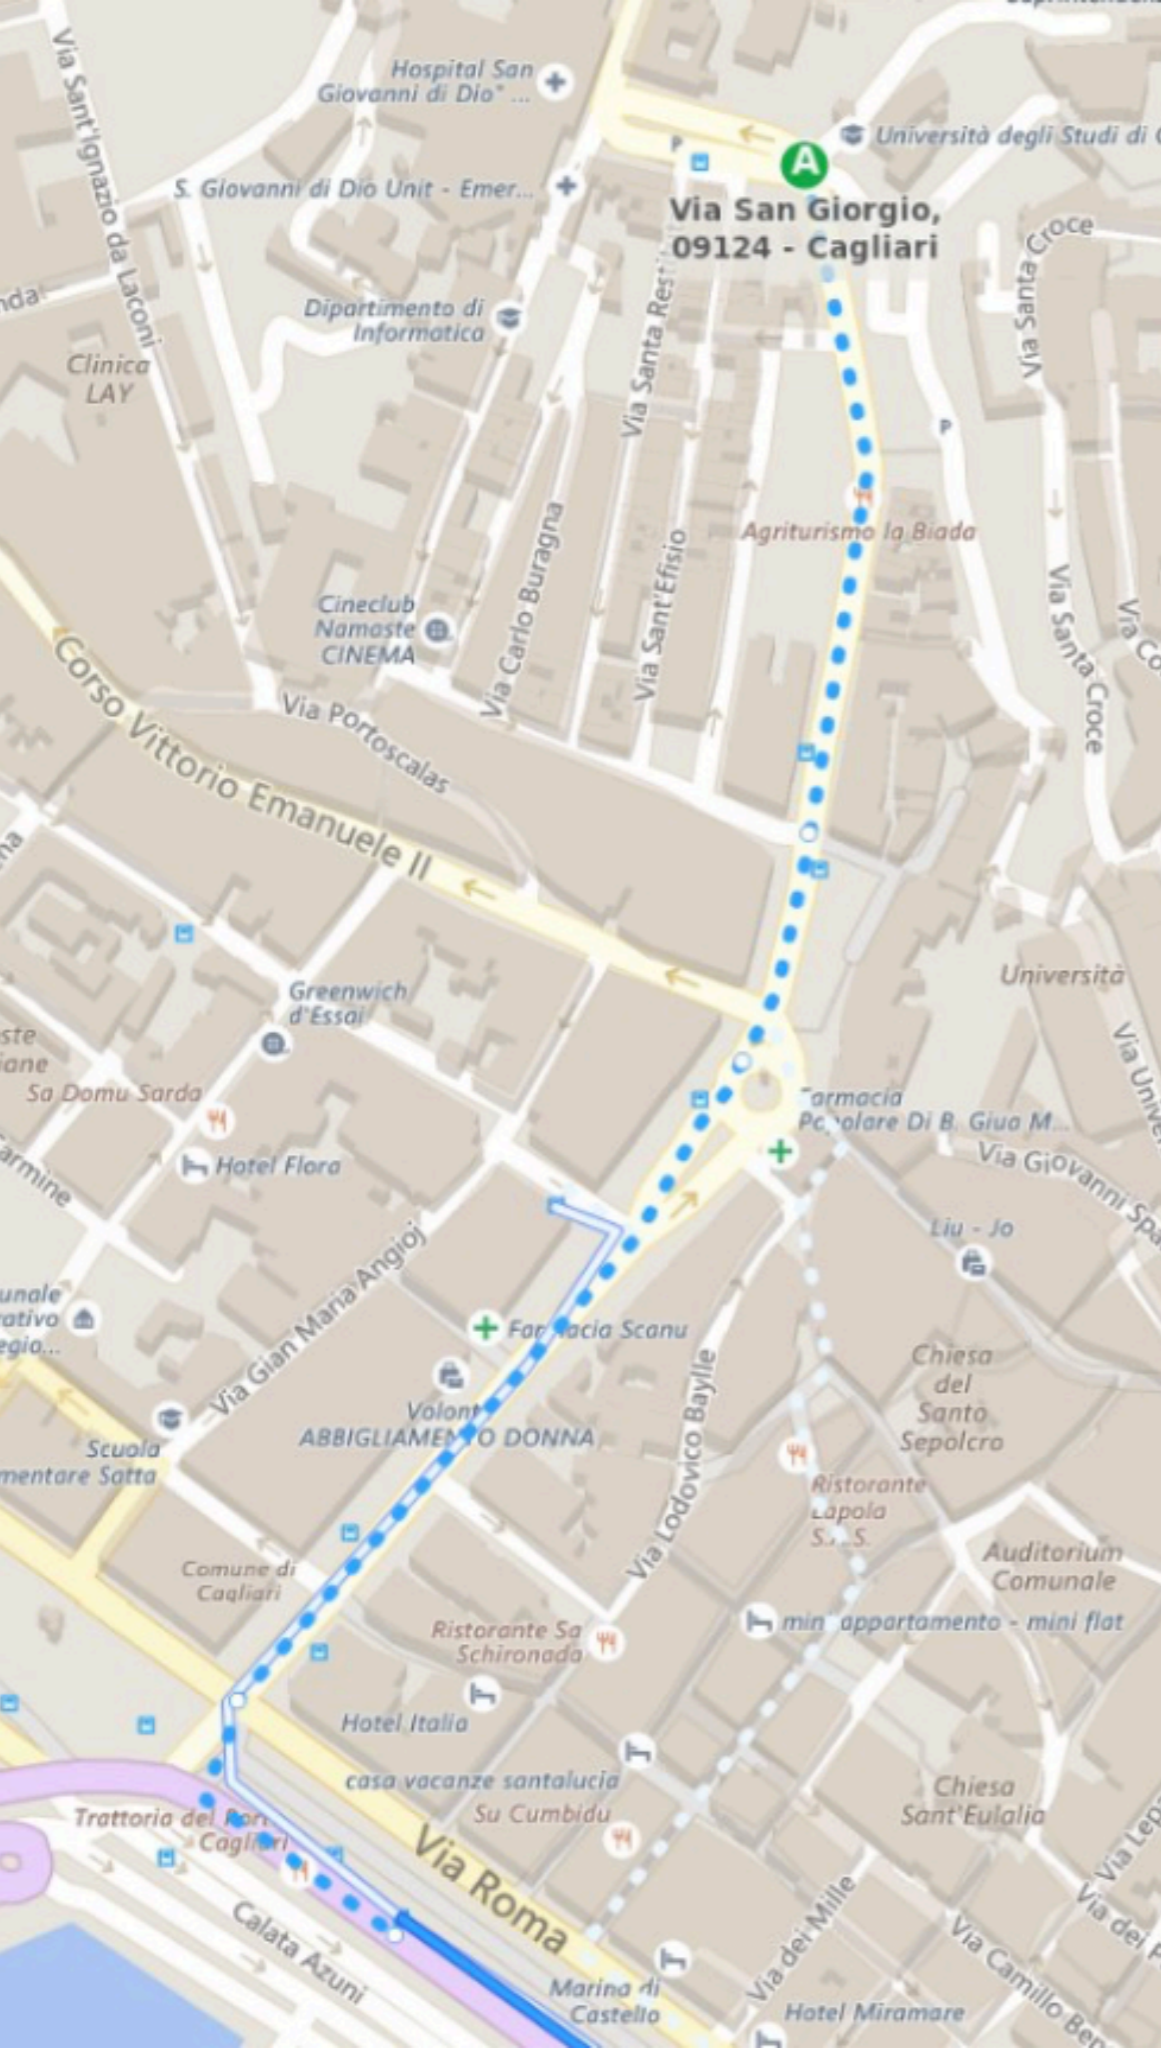 Hospital San
Giovanni di Dio" ...
Via Sant'Ignazio da Laconi
Università degli Studi di
P
A
S. Giovanni di Dio Unit - Emer...
Via San Giorgio,
09124 - Cagliari
Via Santa Croce
Dipartimento di
Informatica
Via Santa
Clinica
LAY
P
Agriturismo la Biada
Via Carlo Buragna
Via Sant'Efisio
Via Santa Croce
Cineclub
Namaste
CINEMA
Corso Vittorio Emanuele II
Via Portoscalas
Università
Greenwich
d'Essai
Sa Domu Sarda
Farmacia
Popolare Di B. Giua M...
Via
Via Giovanni
Hotel Flora
Liu - Jo
Via Gian Maria Angioj
Farmacia Scanu
Chiesa
del
Santo
Sepolcro
Via Lodovico Baylle
ABBIGLIAMENTO DONNA
Scuola
Satta
Ristorante
Lapola
Comune di
Cagliari
Auditorium
Comunale
appartamento - mini flat
Ristorante Sa
Schironada
Hotel Italia
casa vacanze santalucia
Su Cumbidu
Chiesa
Sant'Eulalia
Trattoria del
Cagliari
Via Roma
Calata Azuni
Via dei Mille
Via
Via dei
Via Camillo
Marina di
Castello
Hotel Miramare